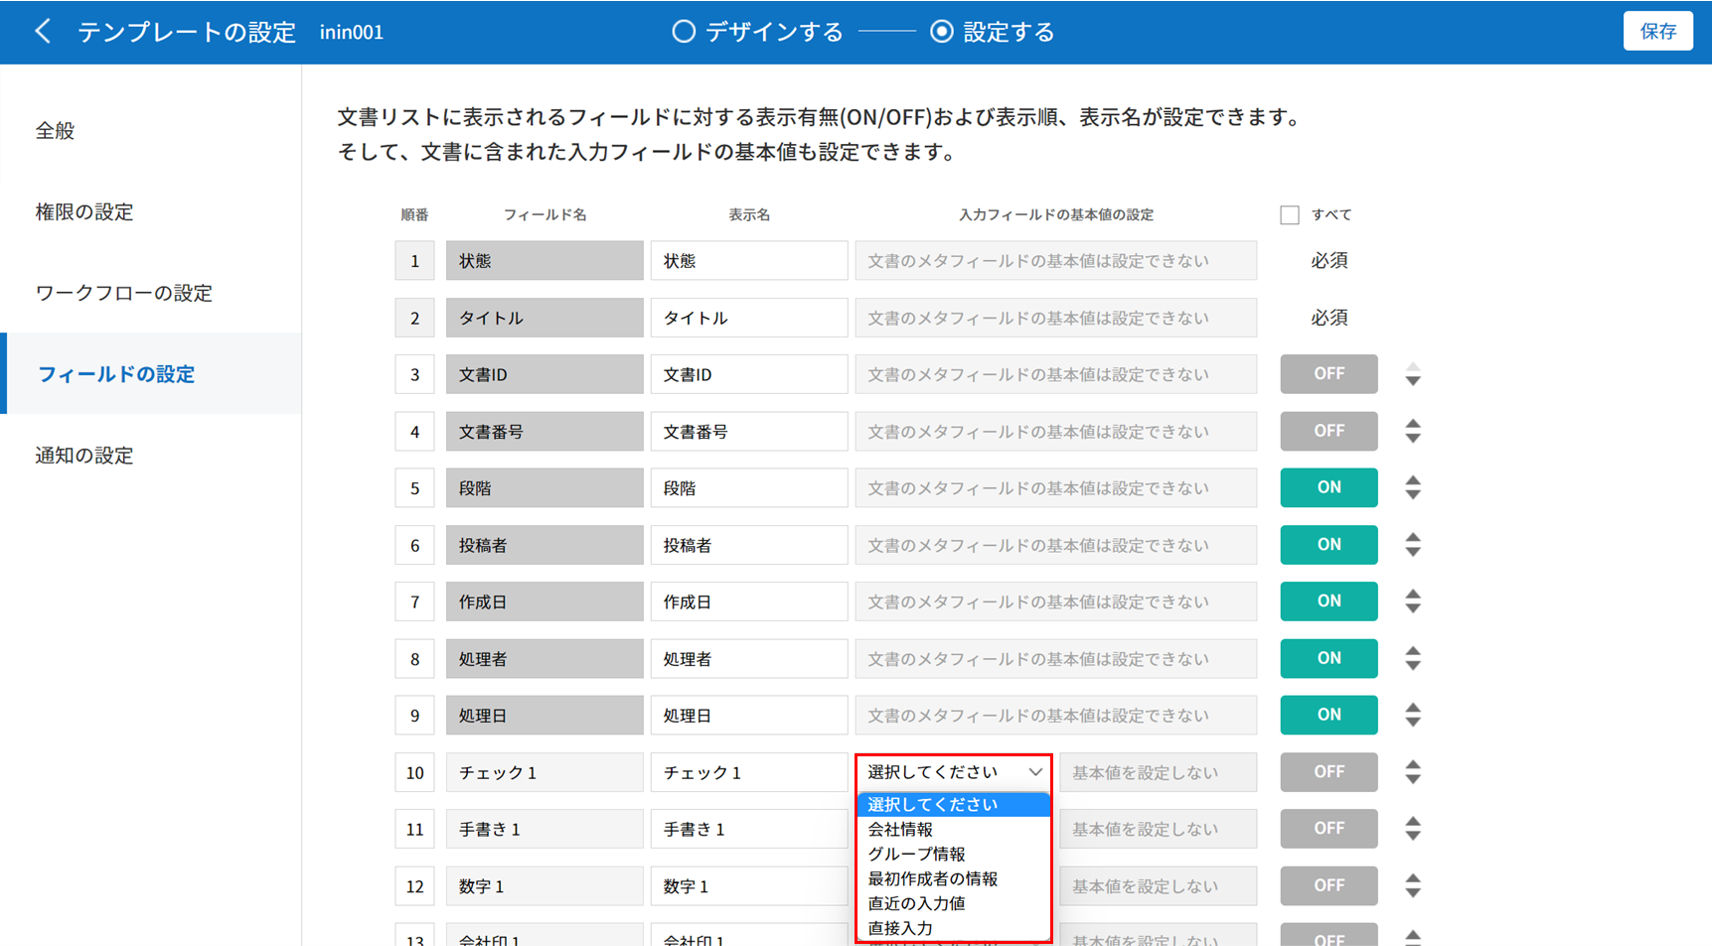 テンプレートの設定 inin001 デザインする 設定する 保存
全般
権限の設定
ワークフローの設定
フィールドの設定
通知の設定
文書リストに表示されるフィールドに対する表示有無(ON/OFF)および表示順、表示名が設定できます。
そして、文書に含まれた入力フィールドの基本値も設定できます。
順番 フィールド名 表示名 入力フィールドの基本値の設定 すべて
1 状態 状態 文書のメタフィールドの基本値は設定できない 必須
2 タイトル タイトル 文書のメタフィールドの基本値は設定できない 必須
3 文書ID 文書ID 文書のメタフィールドの基本値は設定できない OFF
4 文書番号 文書番号 文書のメタフィールドの基本値は設定できない OFF
5 段階 段階 文書のメタフィールドの基本値は設定できない ON
6 投稿者 投稿者 文書のメタフィールドの基本値は設定できない ON
7 作成日 作成日 文書のメタフィールドの基本値は設定できない ON
8 処理者 処理者 文書のメタフィールドの基本値は設定できない ON
9 処理日 処理日 文書のメタフィールドの基本値は設定できない ON
10 チェック 1 チェック 1 選択してください 基本値を設定しない OFF
選択してください
会社情報
グループ情報
最初作成者の情報
直近の入力値
直接入力
11 手書き 1 手書き 1 基本値を設定しない OFF
12 数字 1 数字 1 基本値を設定しない OFF
13 会社印 1 会社印 1 基本値を設定しない OFF